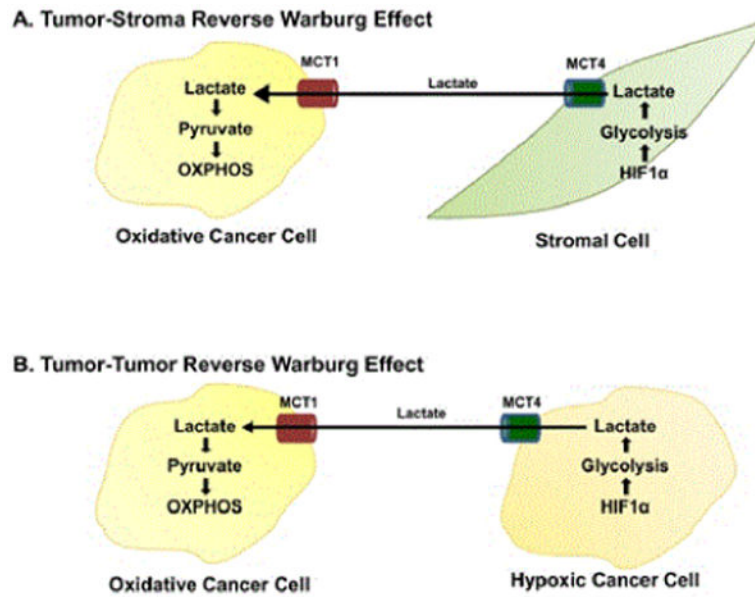 A. Tumor-Stroma Reverse Warburg Effect
MCT1
MCT4
Lactate
Lactate
Lactate
Pyruvate
Glycolysis
OXPHOS
HIF1α
Oxidative Cancer Cell
Stromal Cell
B. Tumor-Tumor Reverse Warburg Effect
MCT1
MCT4
Lactate
Lactate
Lactate
Pyruvate
Glycolysis
OXPHOS
HIF1α
Oxidative Cancer Cell
Hypoxic Cancer Cell